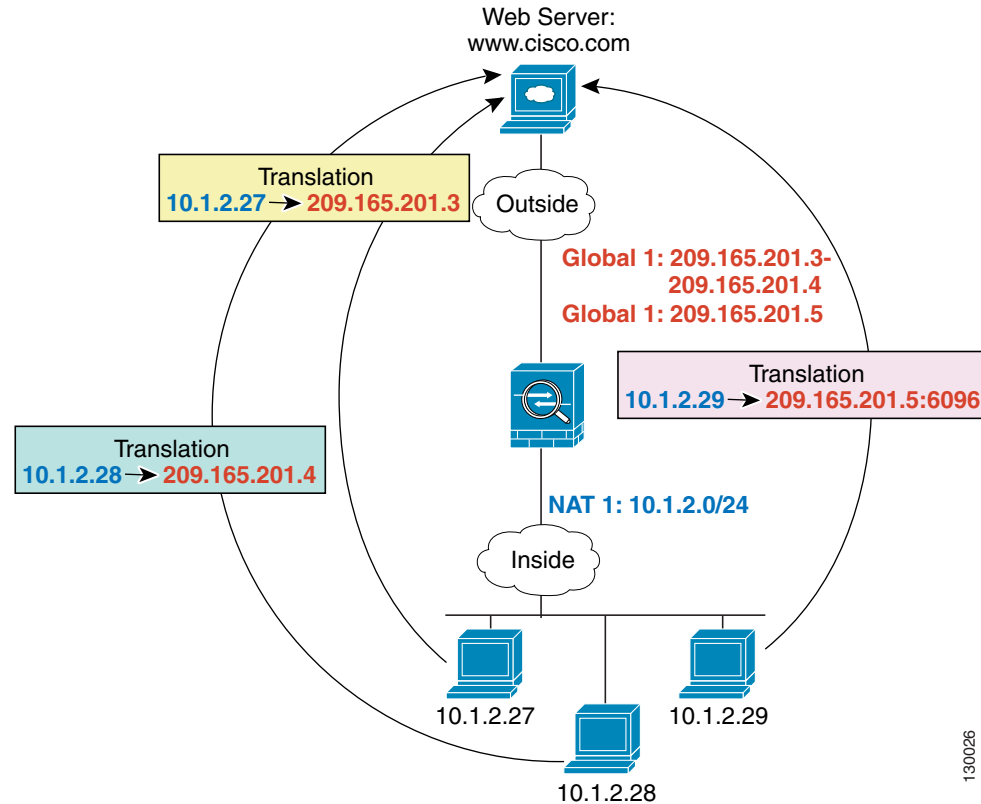 Web Server:
www.cisco.com
Translation
10.1.2.27 209.165.201.3
Outside
Global 1: 209.165.201.3-
209.165.201.4
Global 1: 209.165.201.5
Translation
10.1.2.29 209.165.201.5:6096
Translation
10.1.2.28 209.165.201.4
NAT 1: 10.1.2.0/24
Inside
10.1.2.27
10.1.2.29
10.1.2.28
130026